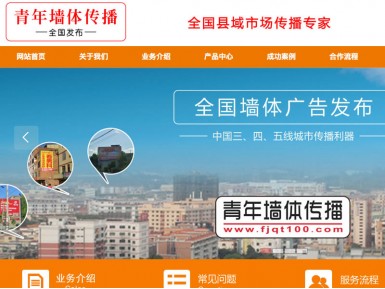 青年墙体传播
全国发布
全国县域市场传播专家
网站首页 关于我们 业务介绍 产品中心 成功案例 合作流程
全国墙体广告发布
中国三、四、五线城市传播利器
青年墙体传播
www.fjqt100.com
业务介绍 常见问题 服务流程